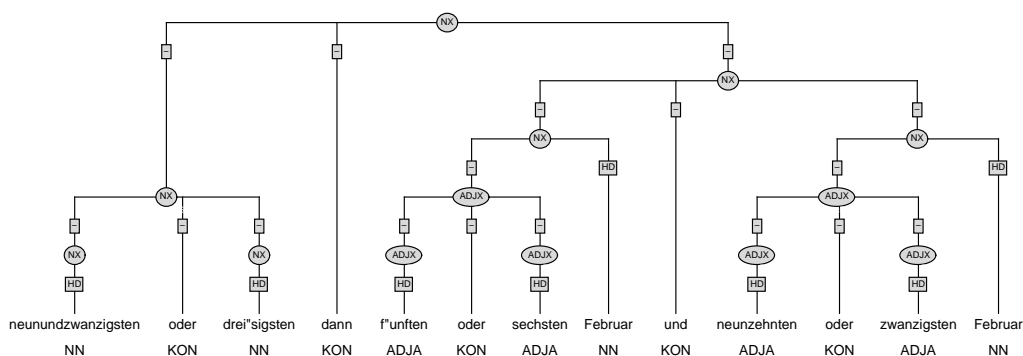 NX
– – –
NX
– – –
NX NX
– HD – HD
NX ADJX ADJX
– – – – – – – – –
NX NX ADJX ADJX ADJX ADJX
HD HD HD HD HD HD
neunundzwanzigsten oder drei"sigsten dann f"unften oder sechsten Februar und neunzehnten oder zwanzigsten Februar
NN KON NN KON ADJA KON ADJA NN KON ADJA KON ADJA NN